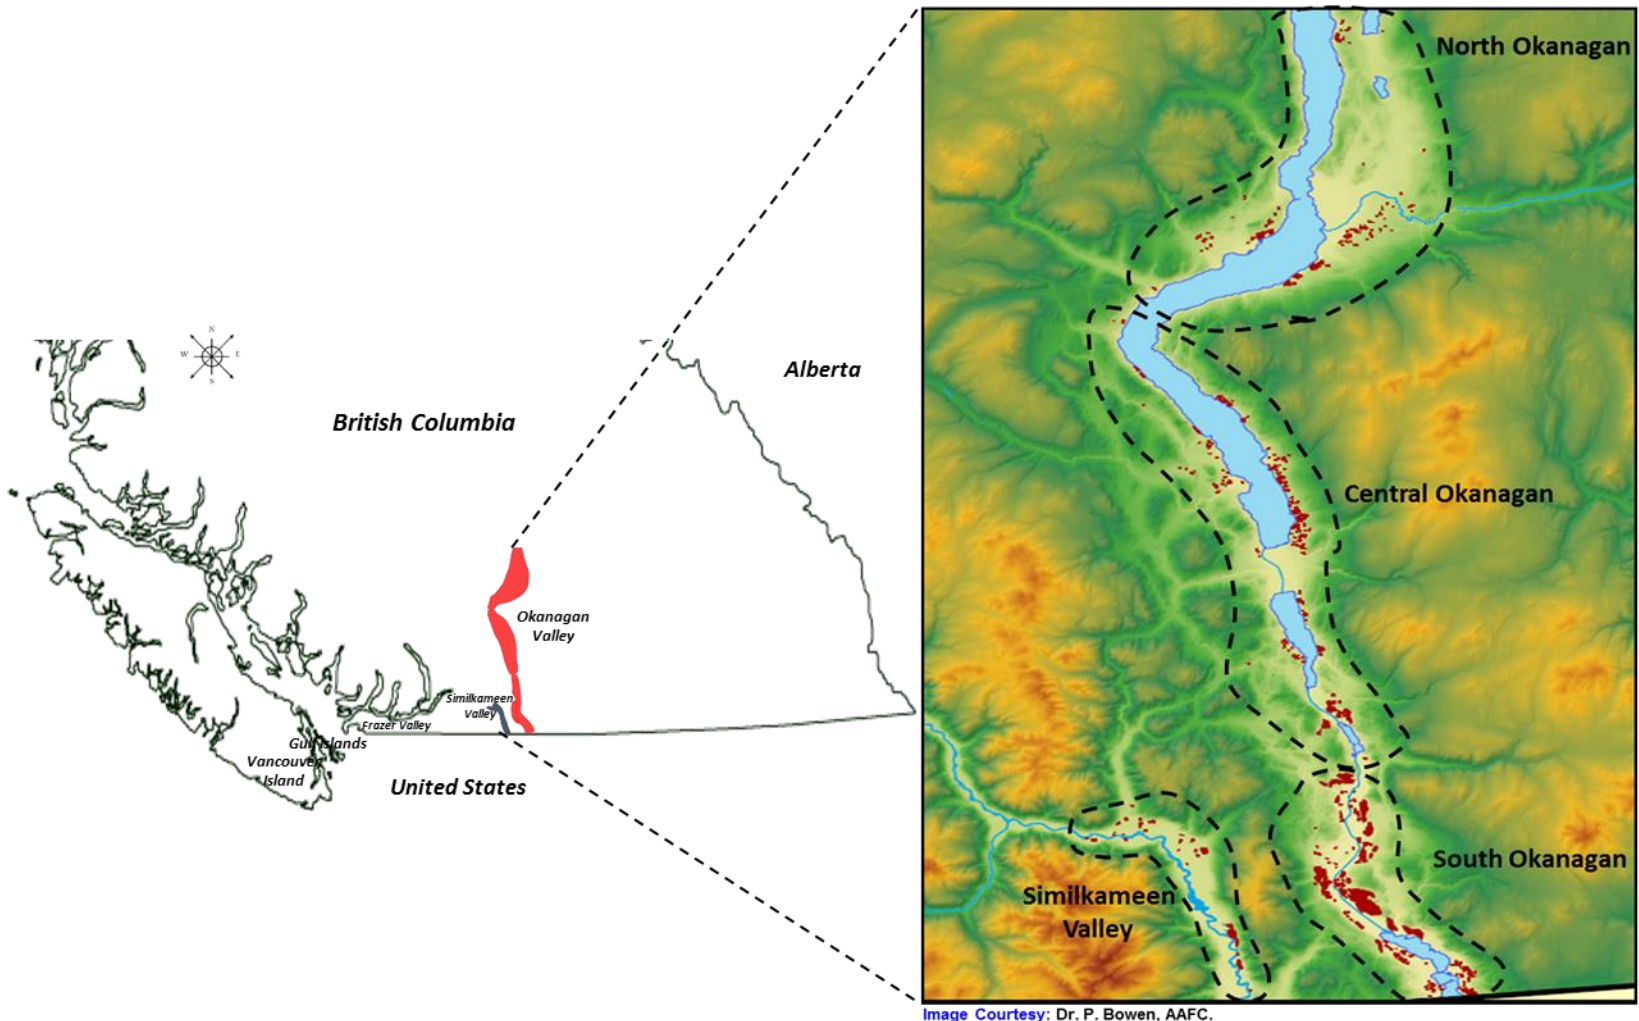 North Okanagan
N
W
E
S
Alberta
British Columbia
Central Okanagan
Okanagan
Valley
Similkameen
Valley
Frazer Valley
Gulf Islands
Vancouver
Island
United States
South Okanagan
Similkameen
Valley
Image Courtesy: Dr. P. Bowen, AAFC.